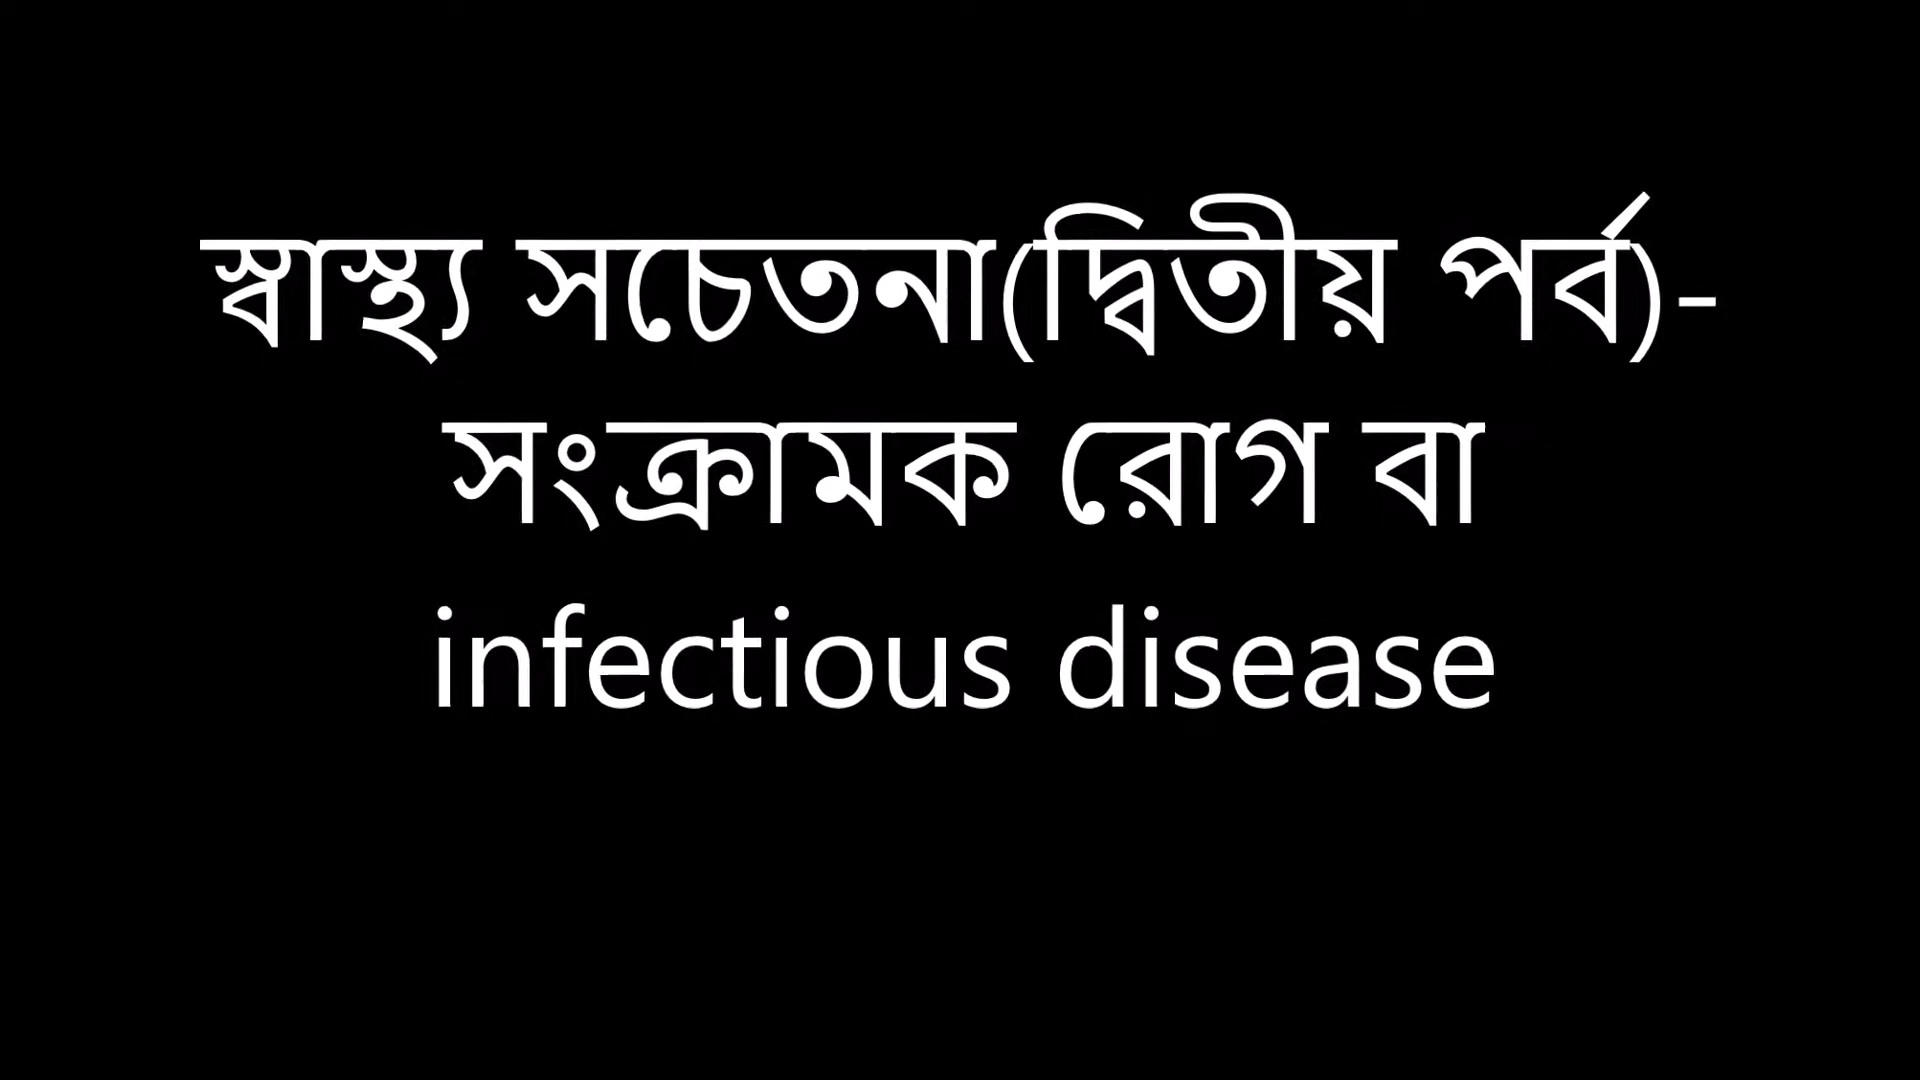 স্বাস্থ্য সচেতনা(দ্বিতীয় পর্ব)-
সংক্রামক রোগ বা
infectious disease